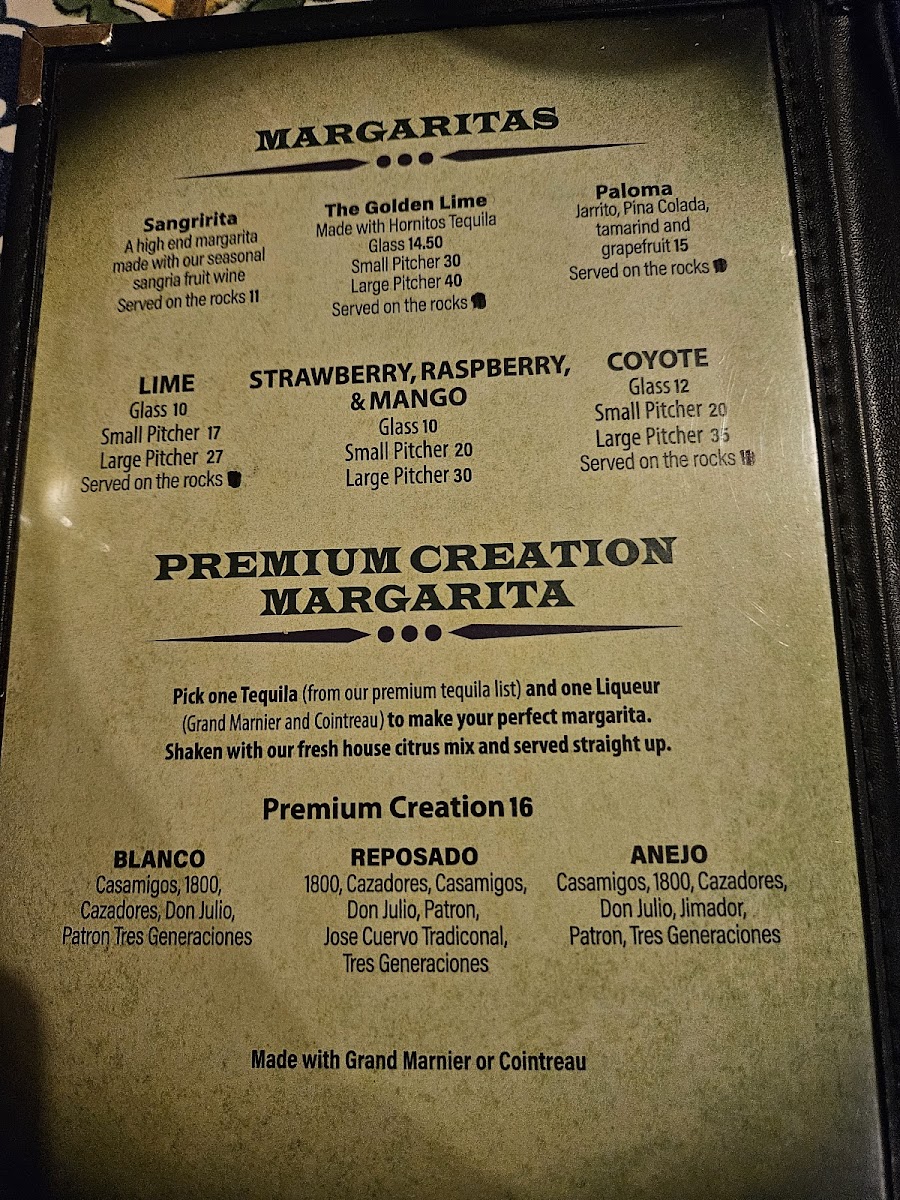 MARGARITAS
Sangririta
A high end margarita
made with our seasonal
sangria fruit wine
Served on the rocks 11
The Golden Lime
Made with Hornitos Tequila
Glass 14.50
Small Pitcher 30
Large Pitcher 40
Served on the rocks
Paloma
Jarrito, Pina Colada,
tamarind and
grapefruit 15
Served on the rocks
LIME
Glass 10
Small Pitcher 17
Large Pitcher 27
Served on the rocks
STRAWBERRY, RASPBERRY,
& MANGO
Glass 10
Small Pitcher 20
Large Pitcher 30
COYOTE
Glass 12
Small Pitcher 20
Large Pitcher 35
Served on the rocks
PREMIUM CREATION
MARGARITA
Pick one Tequila (from our premium tequila list) and one Liqueur
(Grand Marnier and Cointreau) to make your perfect margarita.
Shaken with our fresh house citrus mix and served straight up.
Premium Creation 16
BLANCO
Casamigos, 1800,
Cazadores, Don Julio,
Patron Tres Generaciones
REPOSADO
1800, Cazadores, Casamigos,
Don Julio, Patron,
Jose Cuervo Tradiconal,
Tres Generaciones
ANEJO
Casamigos, 1800, Cazadores,
Don Julio, Jimador,
Patron, Tres Generaciones
Made with Grand Marnier or Cointreau